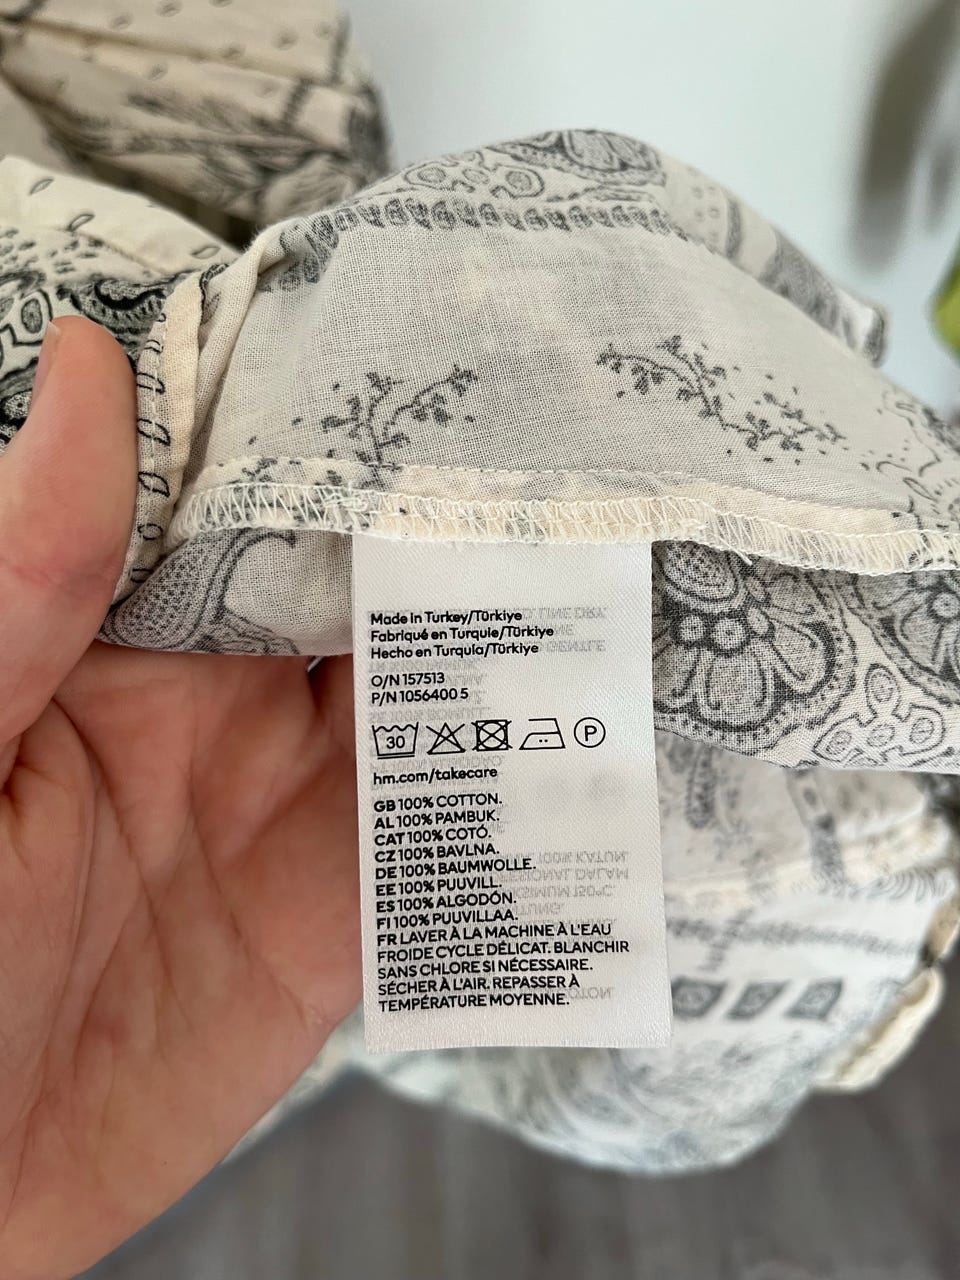 Made in Turkey/Türkiye
Fabriqué en Turquie/Türkiye
Hecho en Turquía/Türkiye
O/N 157513
P/N 1056400 5
30
P
hm.com/takecare
GB 100% COTTON.
AL 100% PAMBUK.
CAT 100% COTÓ.
CZ 100% BAVLNA.
DE 100% BAUMWOLLE.
EE 100% PUUVILL.
ES 100% ALGODÓN.
FI 100% PUUVILLAA.
FR LAVER À LA MACHINE À L'EAU
FROIDE CYCLE DÉLICAT. BLANCHIR
SANS CHLORE SI NÉCESSAIRE.
SÉCHER À L'AIR. REPASSER À
TEMPÉRATURE MOYENNE.